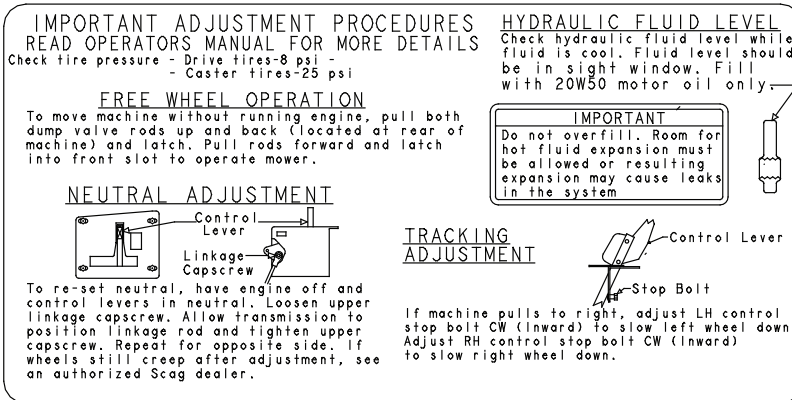 IMPORTANT ADJUSTMENT PROCEDURES
READ OPERATORS MANUAL FOR MORE DETAILS
Check tire pressure - Drive tires-8 psi -
- Caster tires-25 psi
FREE WHEEL OPERATION
To move machine without running engine, pull both
dump valve rods up and back (located at rear of
machine) and latch. Pull rods forward and latch
into front slot to operate mower.
NEUTRAL ADJUSTMENT
Control
Lever
Linkage
Capscrew
To re-set neutral, have engine off and
control levers in neutral. Loosen upper
linkage capscrew. Allow transmission to
position linkage rod and tighten upper
capscrew. Repeat for opposite side. If
wheels still creep after adjustment, see
an authorized Scag dealer.
HYDRAULIC FLUID LEVEL
Check hydraulic fluid level while
fluid is cool. Fluid level should
be in sight window. Fill
with 20W50 motor oil only.
IMPORTANT
Do not overfill. Room for
hot fluid expansion must
be allowed or resulting
expansion may cause leaks
in the system
TRACKING
ADJUSTMENT
Control Lever
Stop Bolt
If machine pulls to right, adjust LH control
stop bolt CW (Inward) to slow left wheel down
Adjust RH control stop bolt CW (Inward)
to slow right wheel down.